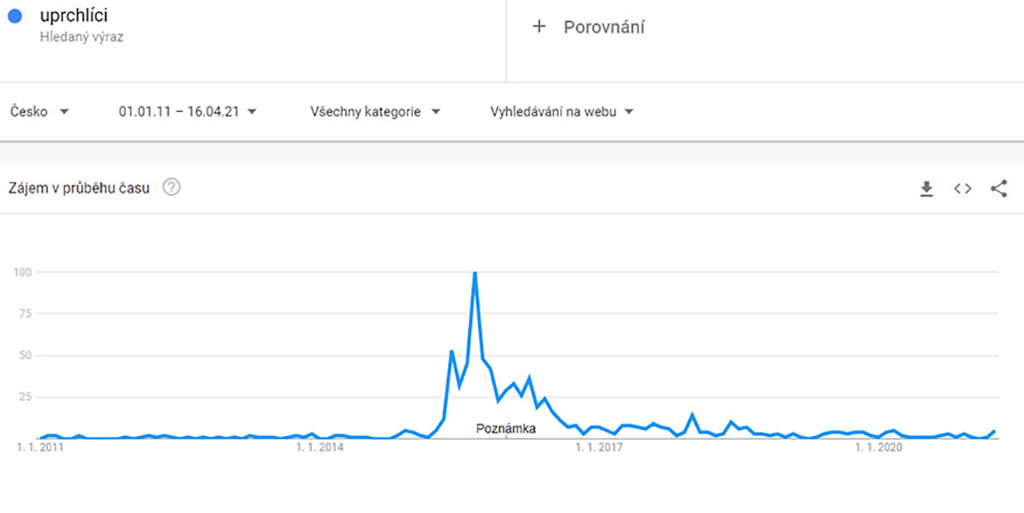 uprchlíci
Hledaný výraz
+ Porovnání
Česko
01.01.11 – 16.04.21
Všechny kategorie
Vyhledávání na webu
Zájem v průběhu času
100
75
50
25
Poznámka
1. 1. 2011
1. 1. 2014
1. 1. 2017
1. 1. 2020